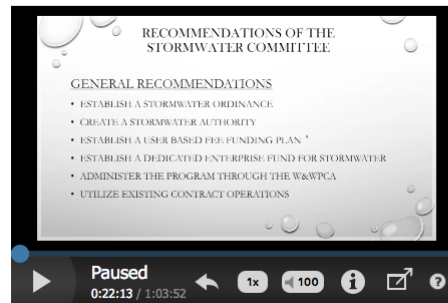 RECOMMENDATIONS OF THE
STORMWATER COMMITTEE
GENERAL RECOMMENDATIONS
• ESTABLISH A STORMWATER ORDINANCE
• CREATE A STORMWATER AUTHORITY
• ESTABLISH A USER BASED FEE FUNDING PLAN *
• ESTABLISH A DEDICATED ENTERPRISE FUND FOR STORMWATER
• ADMINISTER THE PROGRAM THROUGH THE W&WPCA
• UTILIZE EXISTING CONTRACT OPERATIONS
Paused
0:22:13 / 1:03:52
1x
100
i
?